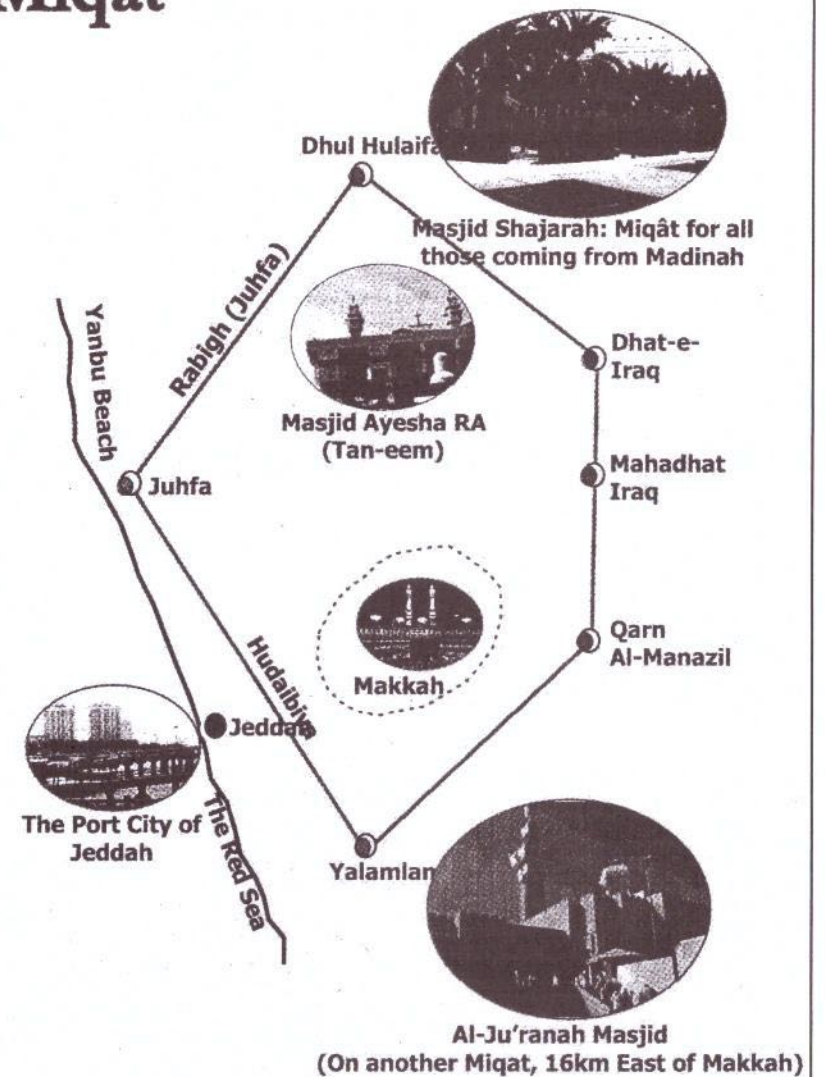 Miqat
Dhul Hulaifa
Masjid Shajarah: Miqât for all
those coming from Madinah
Rabigh (Juhfa)
Yanbu Beach
Masjid Ayesha RA
(Tan-eem)
Dhat-e-
Iraq
Juhfa
Mahadhat
Iraq
Qarn
Al-Manazil
Hudaibiya
Makkah
Jeddah
The Port City of
Jeddah
The Red Sea
Yalamlam
Al-Ju'ranah Masjid
(On another Miqat, 16km East of Makkah)